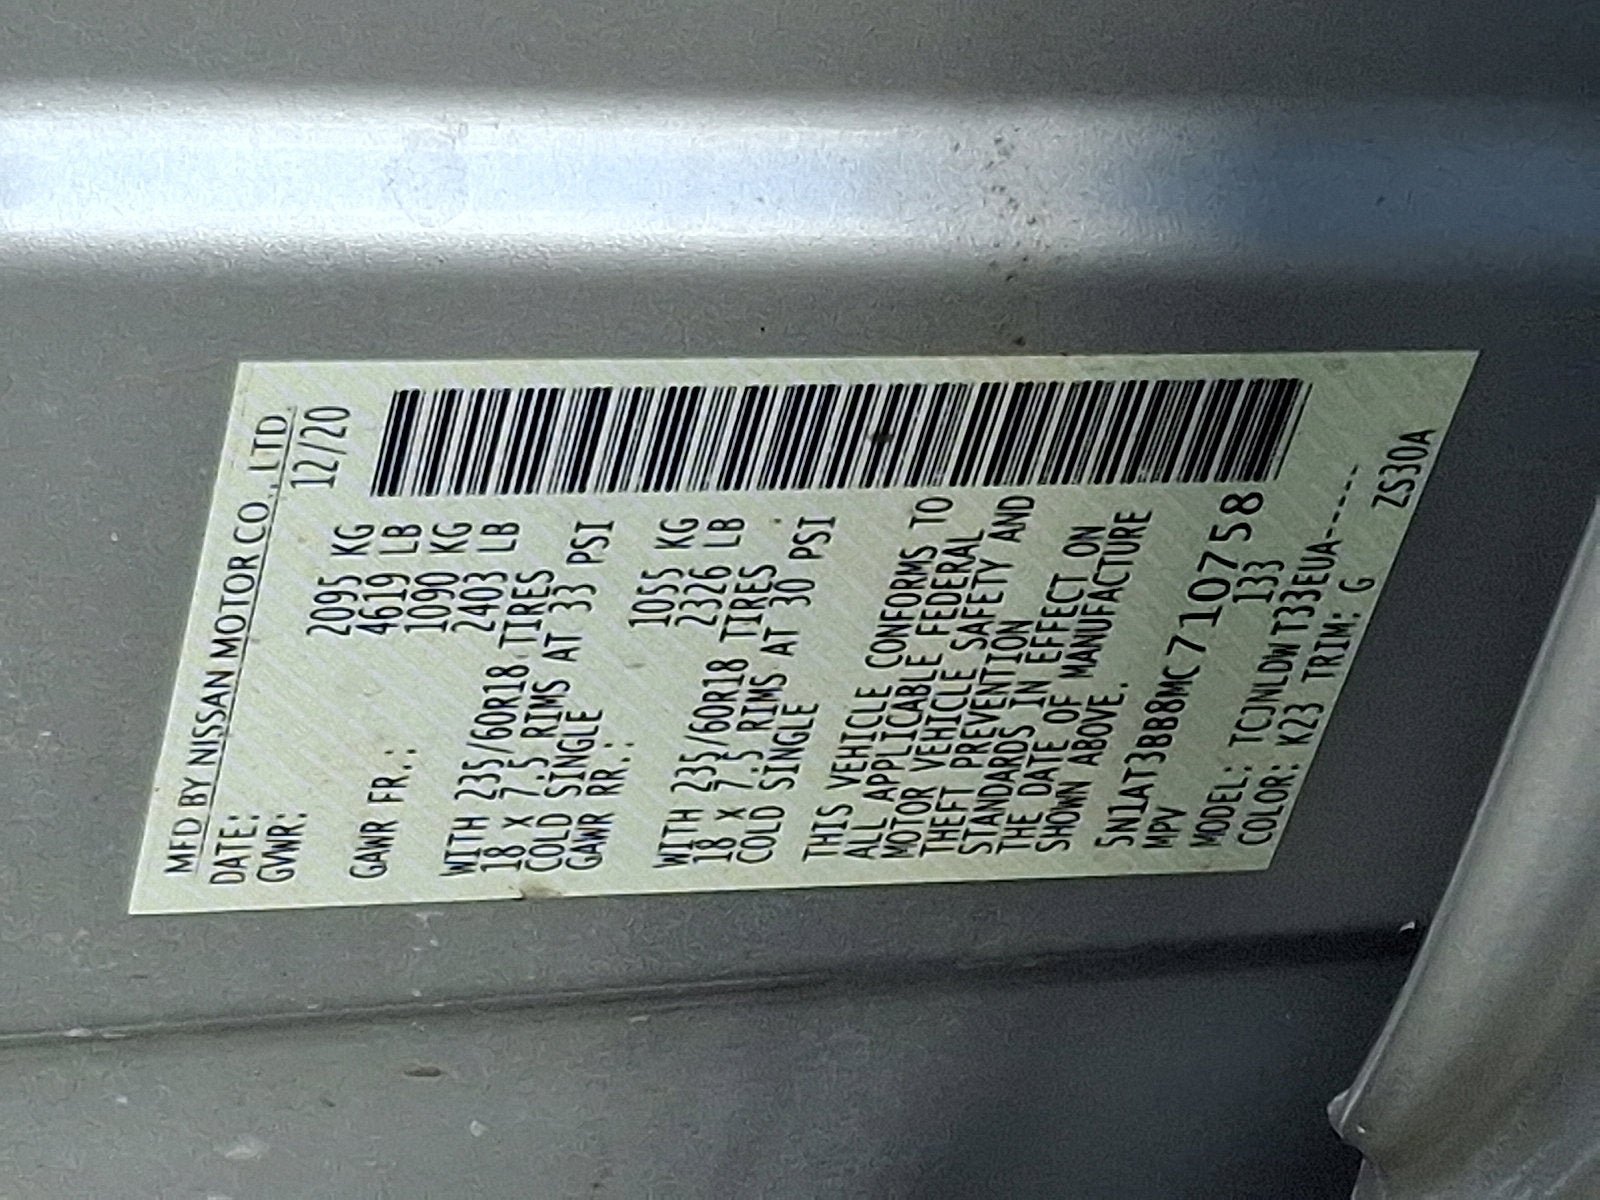 MFD BY NISSAN MOTOR CO., LTD.
DATE: 12/20
GVWR: 2095 KG
4619 LB
GAWR FR.: 1090 KG
2403 LB
WITH 235/60R18 TIRES
18 X 7.5 RIMS AT 33 PSI
COLD SINGLE
GAWR RR.: 1055 KG
2326 LB
WITH 235/60R18 TIRES
18 X 7.5 RIMS AT 30 PSI
COLD SINGLE
THIS VEHICLE CONFORMS TO
ALL APPLICABLE FEDERAL
MOTOR VEHICLE SAFETY AND
THEFT PREVENTION
STANDARDS IN EFFECT ON
THE DATE OF MANUFACTURE
SHOWN ABOVE.
5N1AT3BB8MC710758
MPV 133
MODEL: TCJNLDWT33EUA-----
COLOR: K23 TRIM: G
ZS30A